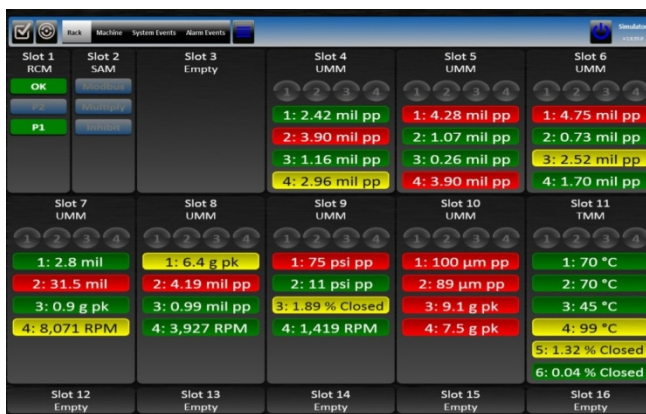 Rack Machine System Events Alarm Events
Simulator
Slot 1
RCM
OK
P2
P1
Slot 2
SAM
Modbus
Multiply
Inhibit
Slot 3
Empty
Slot 4
UMM
1 2 3 4
1: 2.42 mil pp
2: 3.90 mil pp
3: 1.16 mil pp
4: 2.96 mil pp
Slot 5
UMM
1 2 3 4
1: 4.28 mil pp
2: 1.07 mil pp
3: 0.26 mil pp
4: 3.90 mil pp
Slot 6
UMM
1 2 3 4
1: 4.75 mil pp
2: 0.73 mil pp
3: 2.52 mil pp
4: 1.70 mil pp
Slot 7
UMM
1 2 3 4
1: 2.8 mil
2: 31.5 mil
3: 0.9 g pk
4: 8,071 RPM
Slot 8
UMM
1 2 3 4
1: 6.4 g pk
2: 4.19 mil pp
3: 0.99 mil pp
4: 3,927 RPM
Slot 9
UMM
1 2 3 4
1: 75 psi pp
2: 11 psi pp
3: 1.89 % Closed
4: 1,419 RPM
Slot 10
UMM
1 2 3 4
1: 100 µm pp
2: 89 µm pp
3: 9.1 g pk
4: 7.5 g pk
Slot 11
TMM
1 2 3 4
1: 70 °C
2: 70 °C
3: 45 °C
4: 99 °C
5: 1.32 % Closed
6: 0.04 % Closed
Slot 12
Empty
Slot 13
Empty
Slot 14
Empty
Slot 15
Empty
Slot 16
Empty